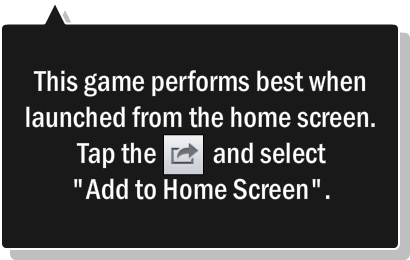 This game performs best when
launched from the home screen.
Tap the and select
"Add to Home Screen".